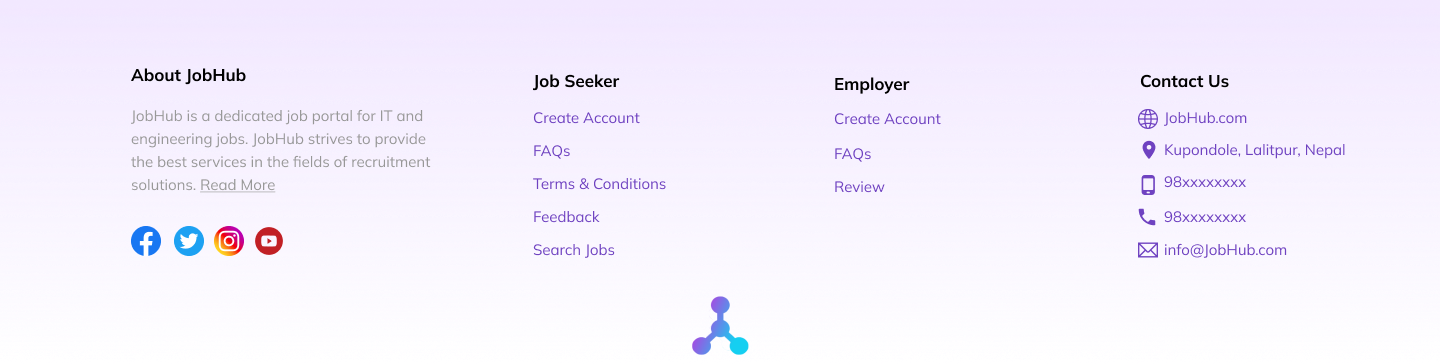 About JobHub
JobHub is a dedicated job portal for IT and
engineering jobs. JobHub strives to provide
the best services in the fields of recruitment
solutions. Read More
Job Seeker
Create Account
FAQs
Terms & Conditions
Feedback
Search Jobs
Employer
Create Account
FAQs
Review
Contact Us
JobHub.com
Kupondole, Lalitpur, Nepal
98xxxxxxxx
98xxxxxxxx
info@JobHub.com